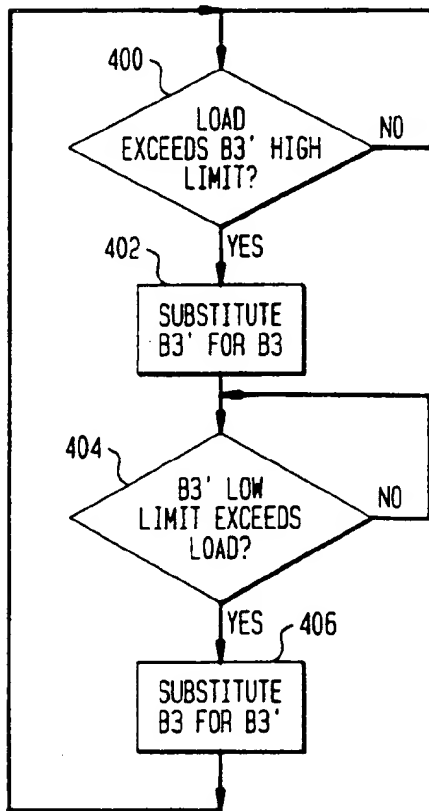 400
LOAD
EXCEEDS B3' HIGH
LIMIT?
NO
YES
402
SUBSTITUTE
B3' FOR B3
404
B3' LOW
LIMIT EXCEEDS
LOAD?
NO
YES
406
SUBSTITUTE
B3 FOR B3'